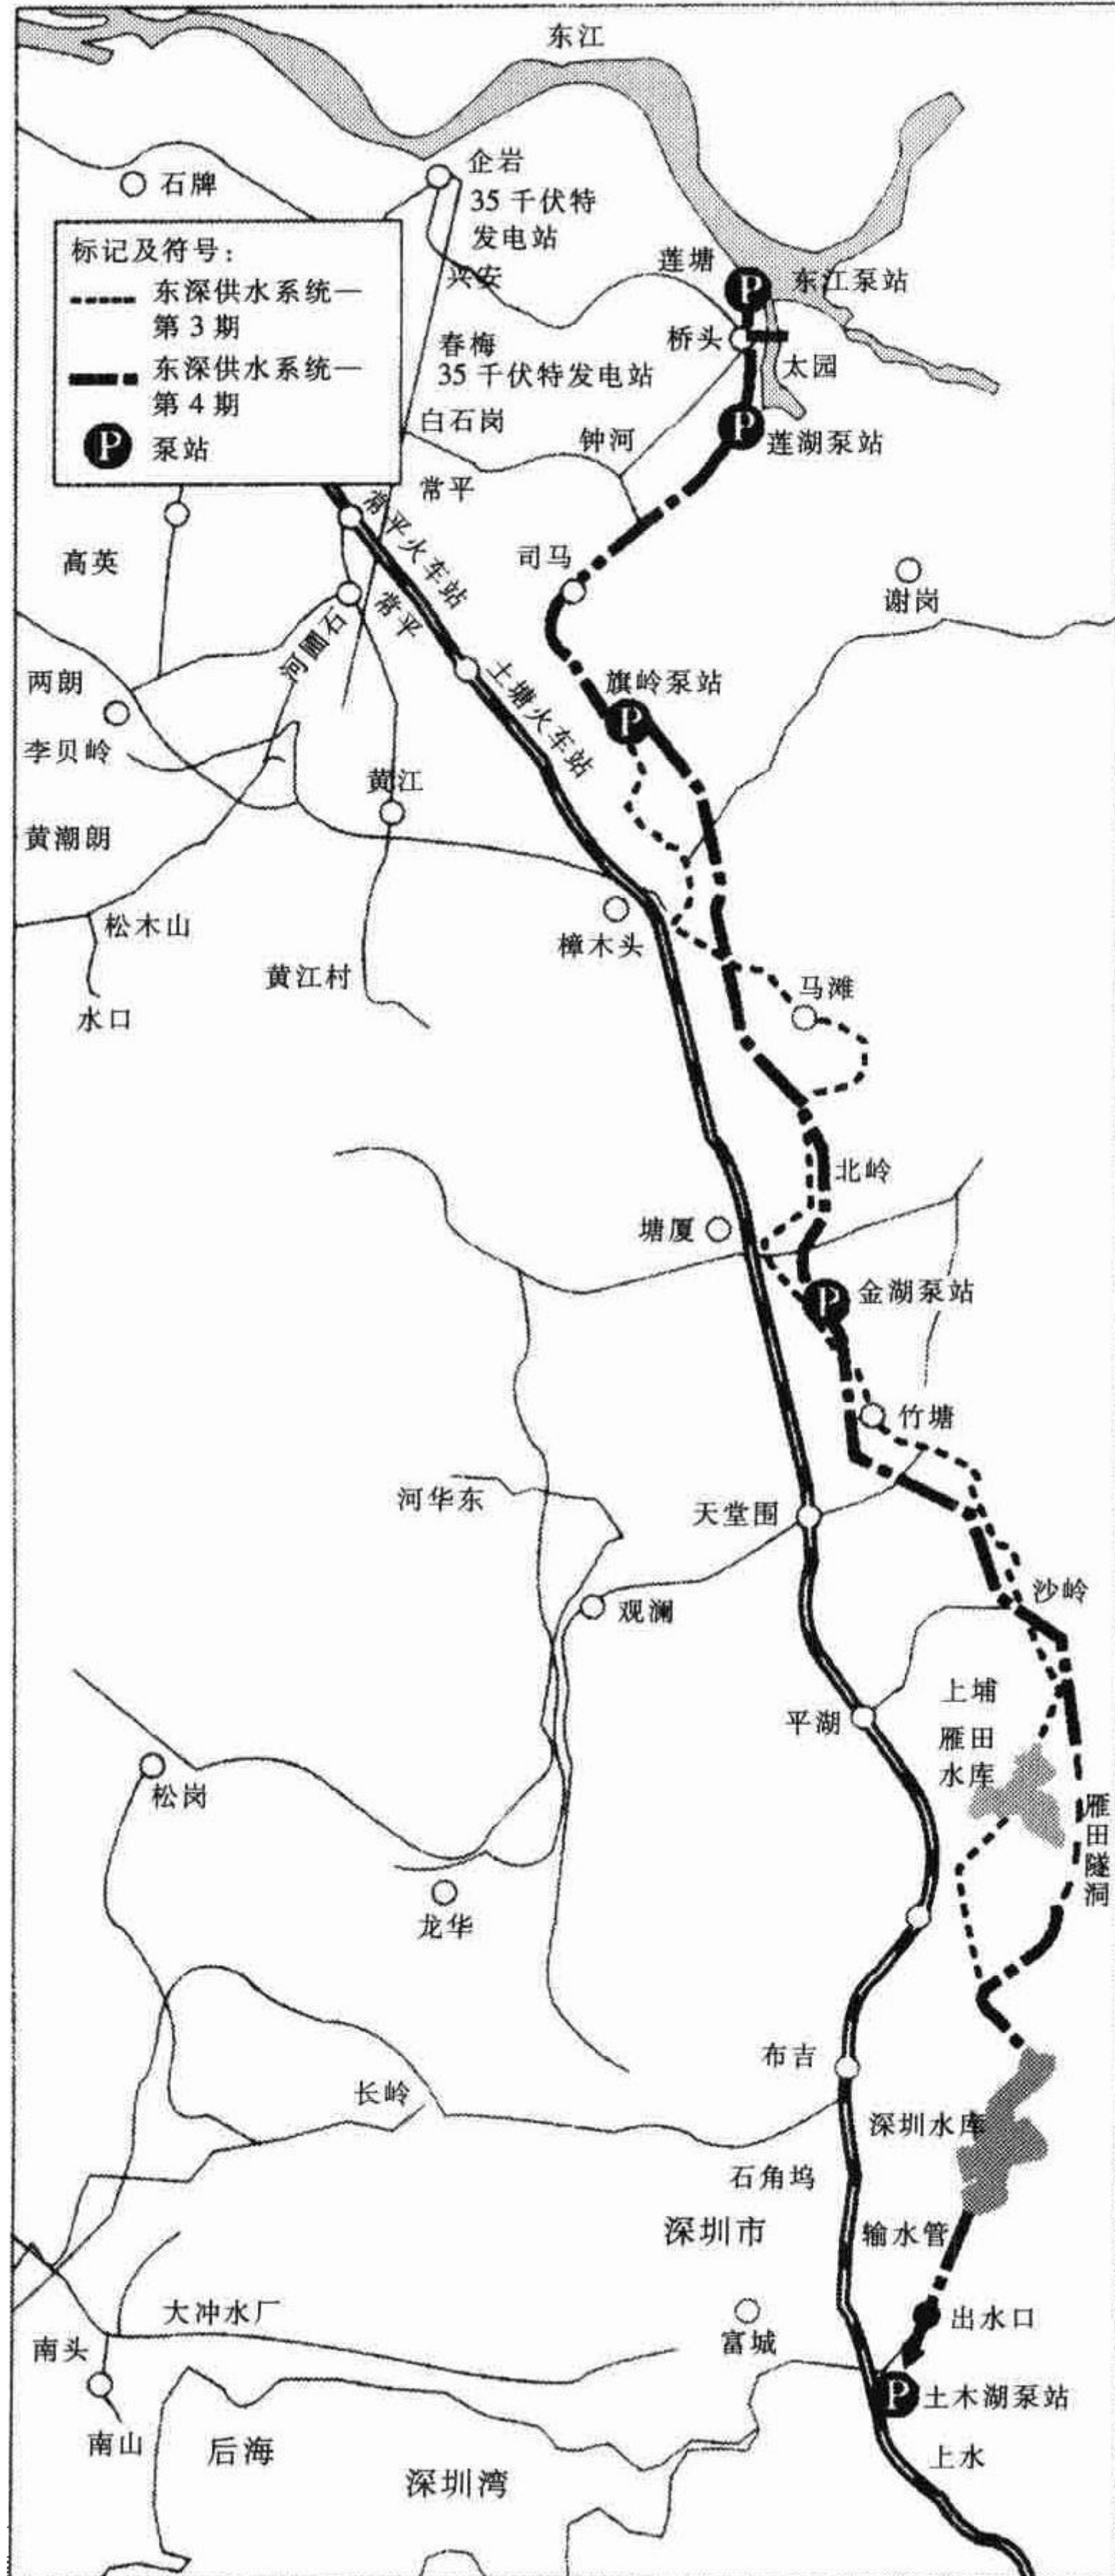 东江
企岩
35 千伏特
发电站
石牌
标记及符号：
东深供水系统—
第 3 期
东深供水系统—
第 4 期
P
泵站
兴安
莲塘
P
东江泵站
桥头
太园
春梅
35 千伏特发电站
白石岗
钟河
P
莲湖泵站
常平
常平火车站
高英
司马
谢岗
常平
河圖石
两朗
土塘火车站
旗岭泵站
P
李贝岭
黄江
黄潮朗
松木山
樟木头
黄江村
马滩
水口
北岭
塘厦
P
金湖泵站
竹塘
河华东
天堂围
沙岭
观澜
上埔
平湖
雁田
水库
松岗
雁田隧洞
龙华
布吉
长岭
深圳水库
石角坞
深圳市
输水管
大冲水厂
出水口
南头
富城
P
土木湖泵站
南山
后海
上水
深圳湾